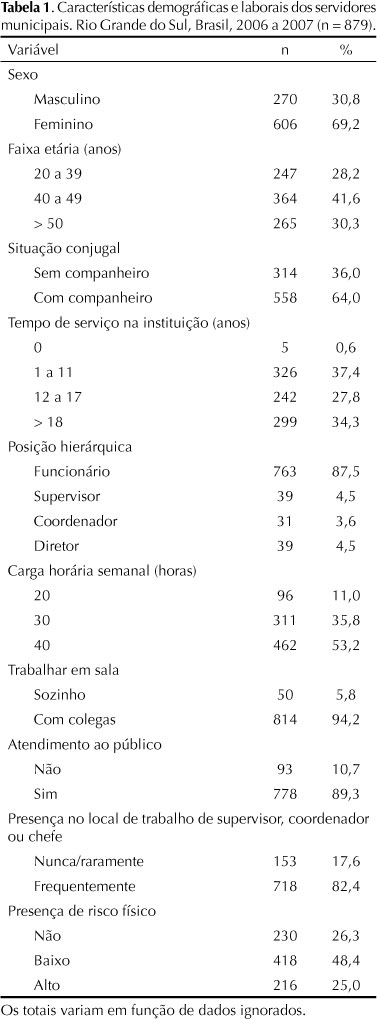 Tabela 1. Características demográficas e laborais dos servidores
municipais. Rio Grande do Sul, Brasil, 2006 a 2007 (n = 879).
Variável n %
Sexo
Masculino 270 30,8
Feminino 606 69,2
Faixa etária (anos)
20 a 39 247 28,2
40 a 49 364 41,6
> 50 265 30,3
Situação conjugal
Sem companheiro 314 36,0
Com companheiro 558 64,0
Tempo de serviço na instituição (anos)
0 5 0,6
1 a 11 326 37,4
12 a 17 242 27,8
> 18 299 34,3
Posição hierárquica
Funcionário 763 87,5
Supervisor 39 4,5
Coordenador 31 3,6
Diretor 39 4,5
Carga horária semanal (horas)
20 96 11,0
30 311 35,8
40 462 53,2
Trabalhar em sala
Sozinho 50 5,8
Com colegas 814 94,2
Atendimento ao público
Não 93 10,7
Sim 778 89,3
Presença no local de trabalho de supervisor, coordenador
ou chefe
Nunca/raramente 153 17,6
Frequentemente 718 82,4
Presença de risco físico
Não 230 26,3
Baixo 418 48,4
Alto 216 25,0
Os totais variam em função de dados ignorados.